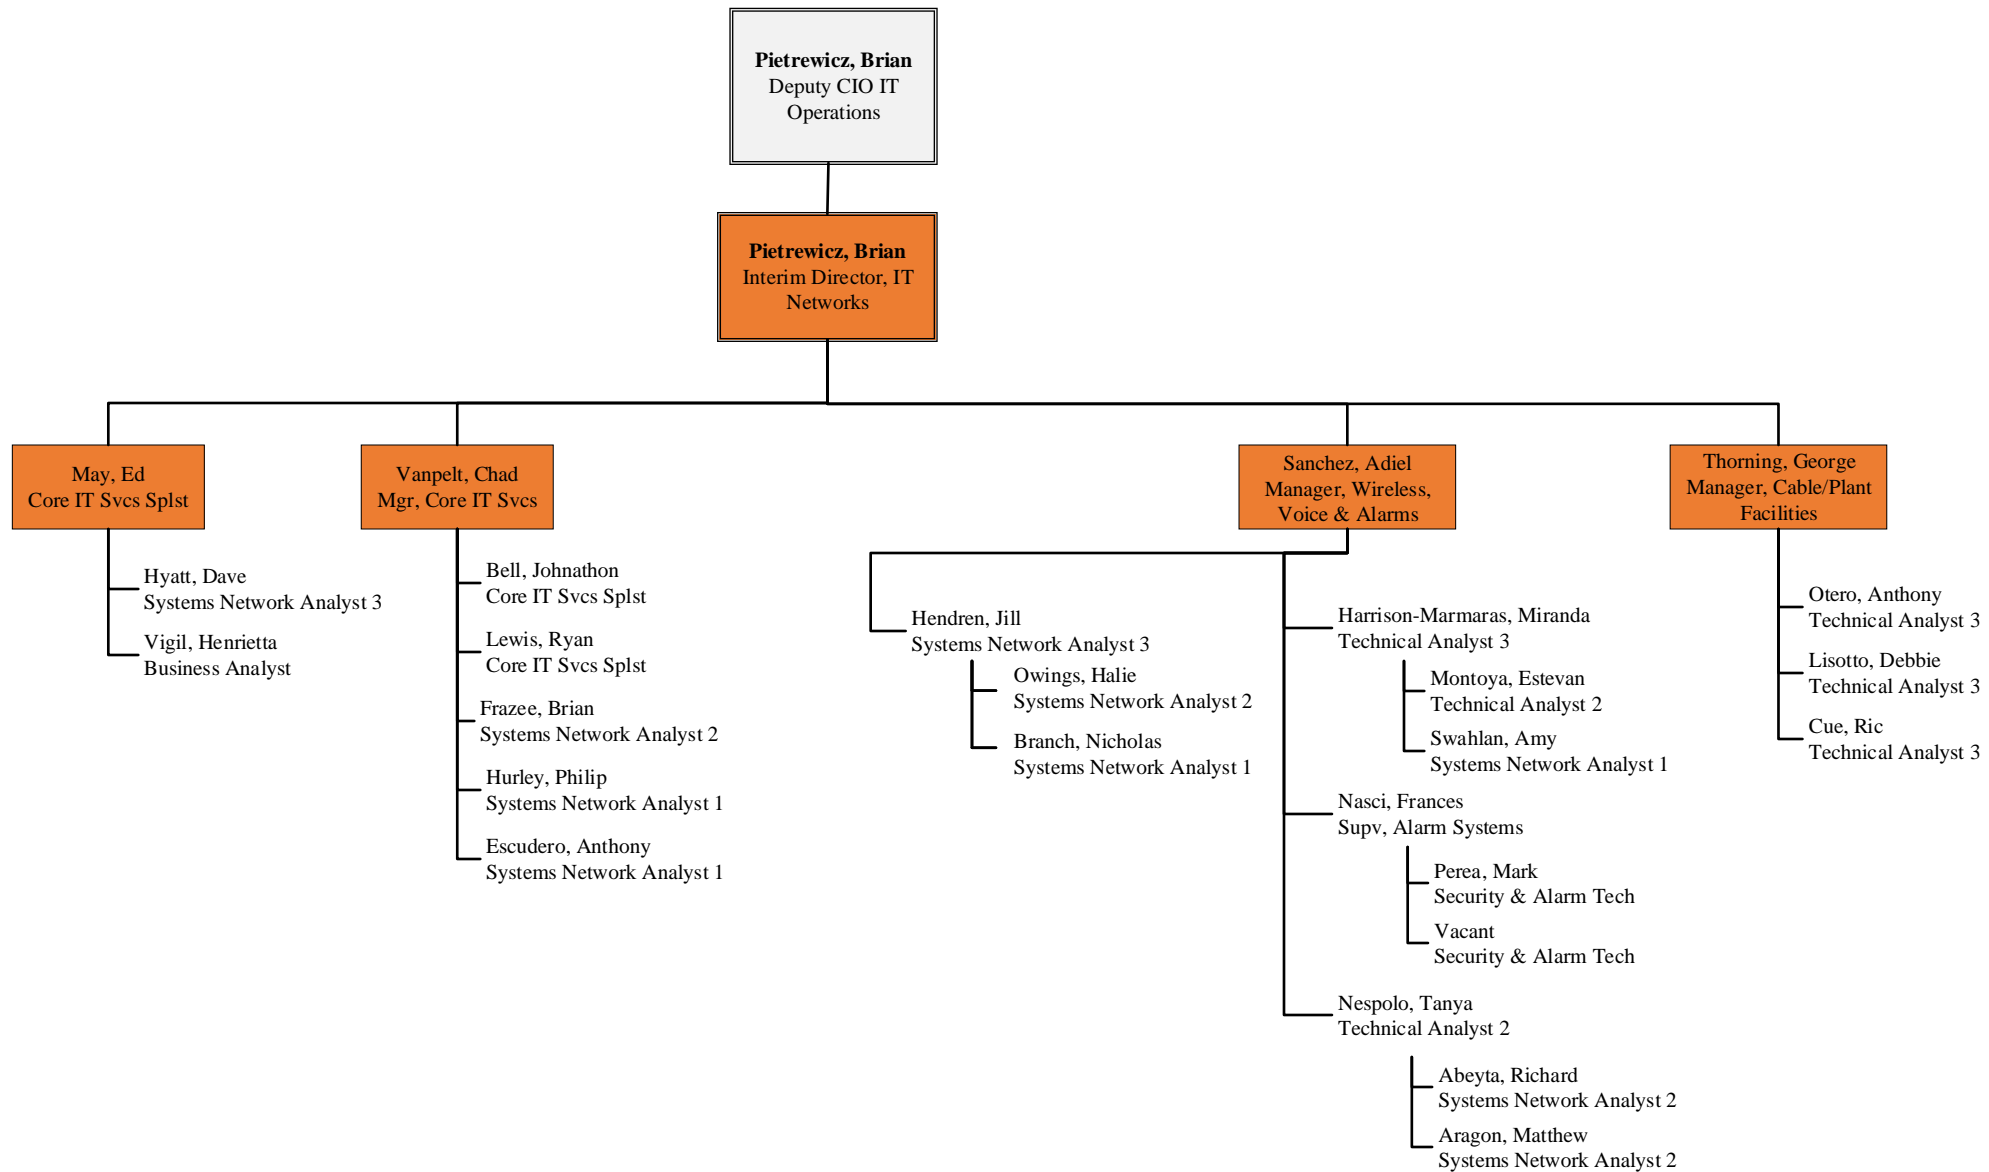 Pietrewicz, Brian
Deputy CIO IT
Operations
Pietrewicz, Brian
Interim Director, IT
Networks
May, Ed
Core IT Svcs Splst
Hyatt, Dave
Systems Network Analyst 3
Vigil, Henrietta
Business Analyst
Vanpelt, Chad
Mgr, Core IT Svcs
Bell, Johnathon
Core IT Svcs Splst
Lewis, Ryan
Core IT Svcs Splst
Frazee, Brian
Systems Network Analyst 2
Hurley, Philip
Systems Network Analyst 1
Escudero, Anthony
Systems Network Analyst 1
Sanchez, Adiel
Manager, Wireless,
Voice & Alarms
Hendren, Jill
Systems Network Analyst 3
Owings, Halie
Systems Network Analyst 2
Branch, Nicholas
Systems Network Analyst 1
Harrison-Marmaras, Miranda
Technical Analyst 3
Montoya, Estevan
Technical Analyst 2
Swahlan, Amy
Systems Network Analyst 1
Nasci, Frances
Supv, Alarm Systems
Perea, Mark
Security & Alarm Tech
Vacant
Security & Alarm Tech
Nespolo, Tanya
Technical Analyst 2
Abeyta, Richard
Systems Network Analyst 2
Aragon, Matthew
Systems Network Analyst 2
Thorning, George
Manager, Cable/Plant
Facilities
Otero, Anthony
Technical Analyst 3
Lisotto, Debbie
Technical Analyst 3
Cue, Ric
Technical Analyst 3